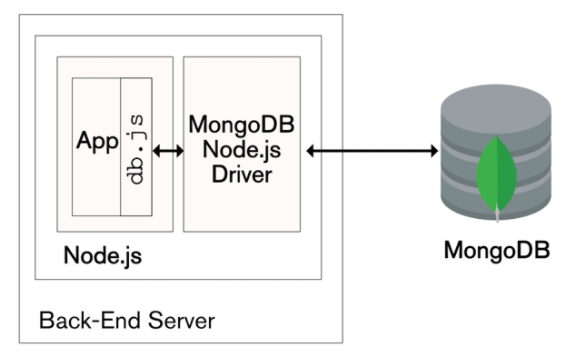 App
db.js
MongoDB
Node.js
Driver
Node.js
Back-End Server
MongoDB